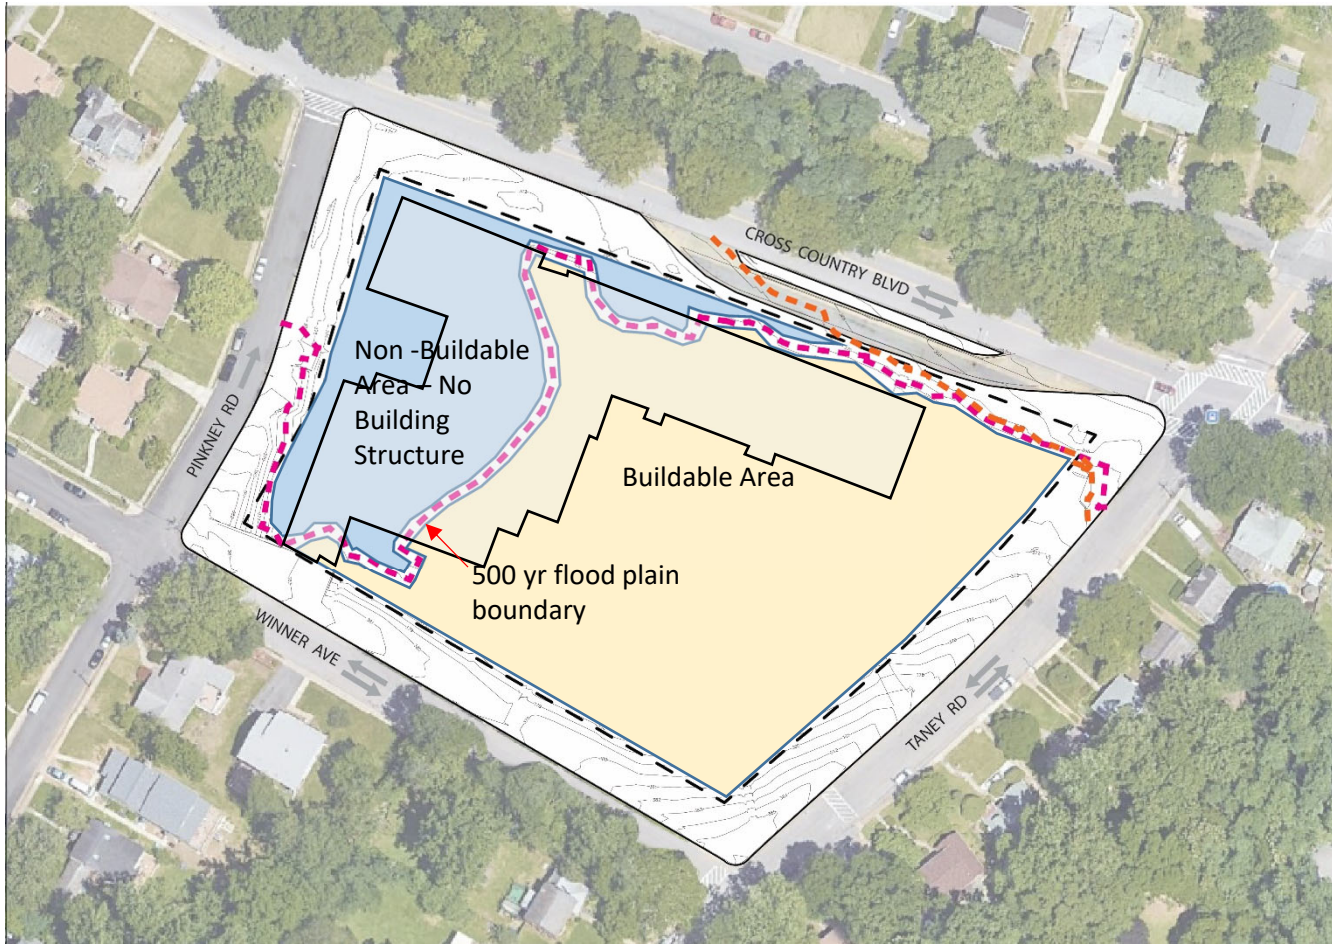 CROSS COUNTRY BLVD
Non -Buildable
Area – No
Building
Structure
PINKNEY RD
Buildable Area
500 yr flood plain
boundary
WINNER AVE
TANEY RD